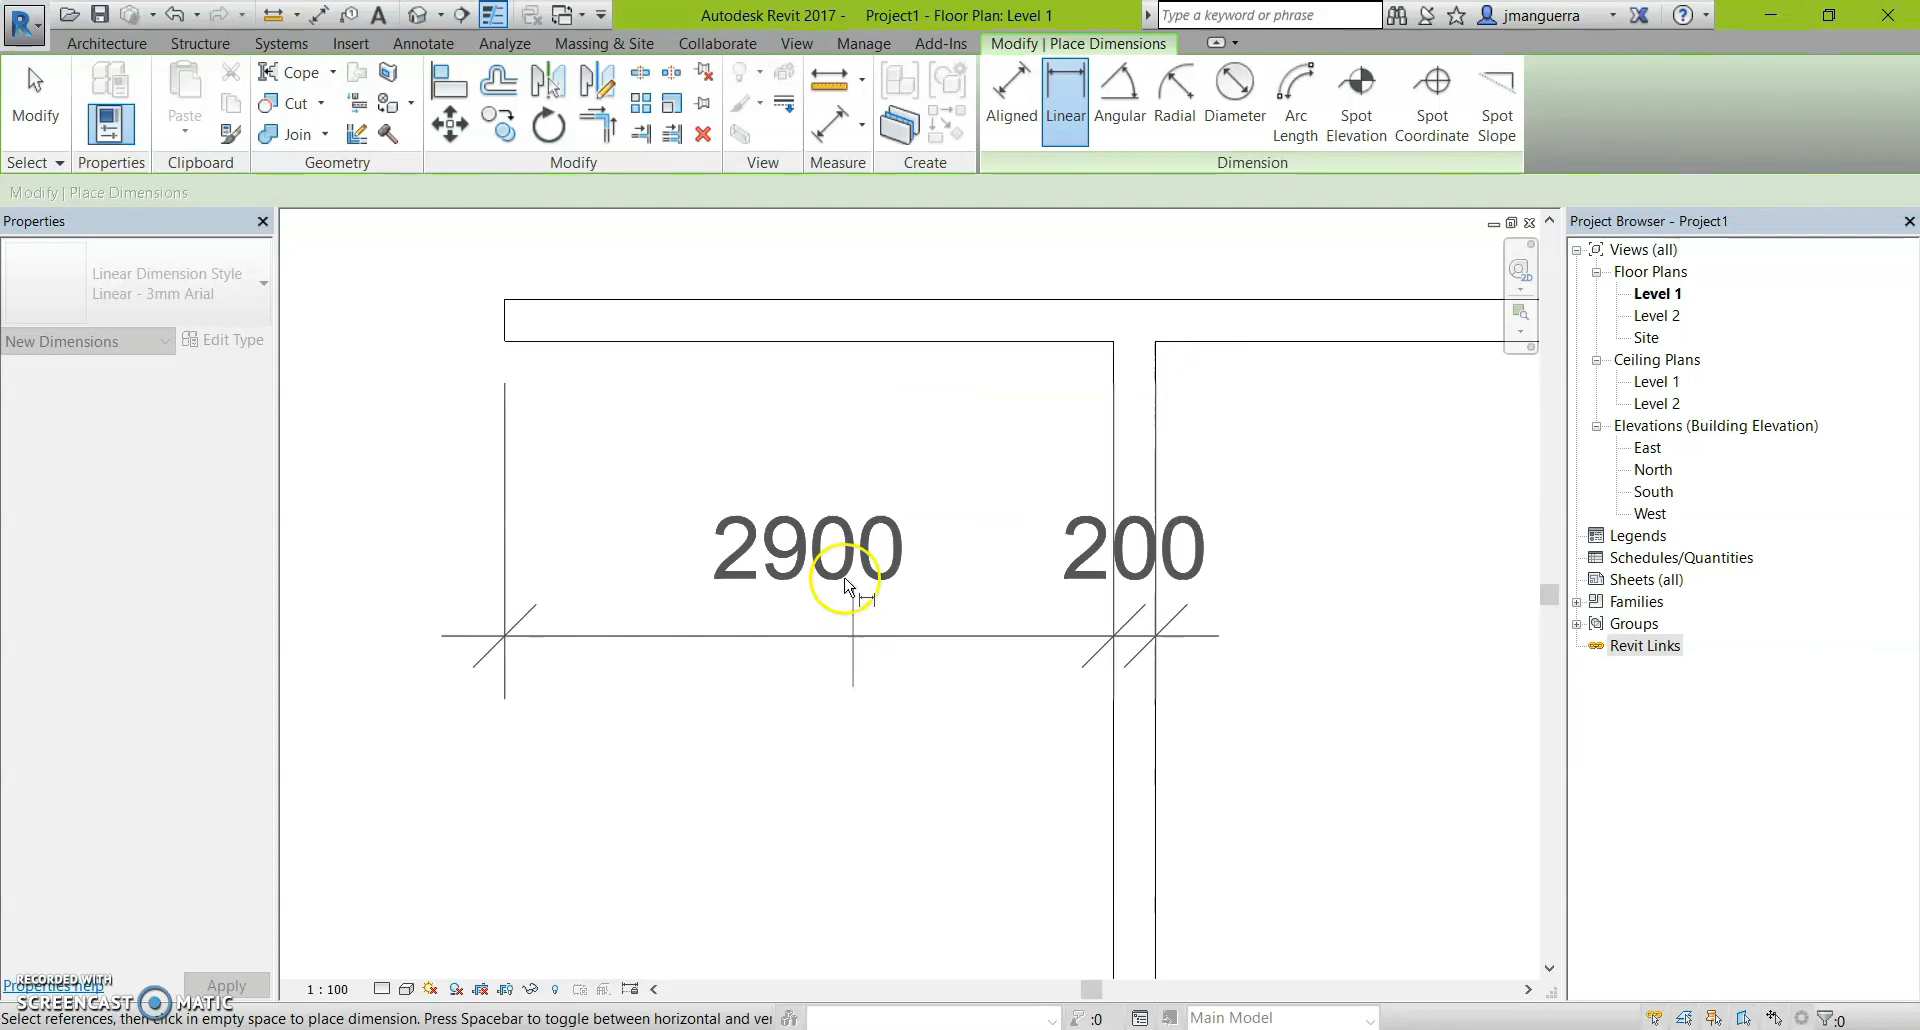 Autodesk Revit 2017 - Project1 - Floor Plan: Level 1
Type a keyword or phrase
jmanguerra
Architecture Structure Systems Insert Annotate Analyze Massing & Site Collaborate View Manage Add-Ins Modify | Place Dimensions
Modify
Paste
Cope
Cut
Join
Aligned Linear Angular Radial Diameter Arc Length Spot Elevation Spot Coordinate Spot Slope
Select Properties Clipboard Geometry Modify View Measure Create Dimension
Modify | Place Dimensions
Properties
Linear Dimension Style
Linear - 3mm Arial
New Dimensions
Edit Type
2900
200
Project Browser - Project1
Views (all)
Floor Plans
Level 1
Level 2
Site
Ceiling Plans
Level 1
Level 2
Elevations (Building Elevation)
East
North
South
West
Legends
Schedules/Quantities
Sheets (all)
Families
Groups
Revit Links
Properties help
Apply
RECORDED WITH
SCREENCAST MATIC
1 : 100
Select references, then click in empty space to place dimension. Press Spacebar to toggle between horizontal and ver
:0
Main Model
:0